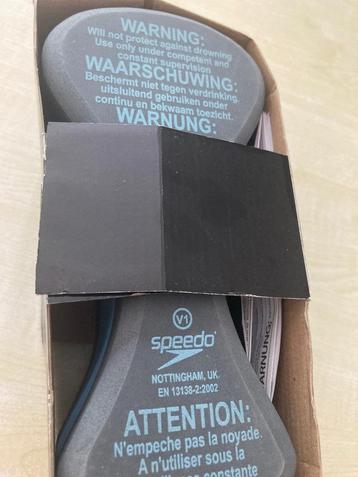 WARNING:
Will not protect against drowning
Use only under competent and
constant supervision
WAARSCHUWING:
Beschermt niet tegen verdrinking,
uitsluitend gebruiken onder
continu en bekwaam toezicht.
WARNUNG:
V1
speedo
NOTTINGHAM, UK.
EN 13138-2:2002
ATTENTION:
N'empeche pas la noyade.
A n'utiliser sous la
constante
ARNUNG: